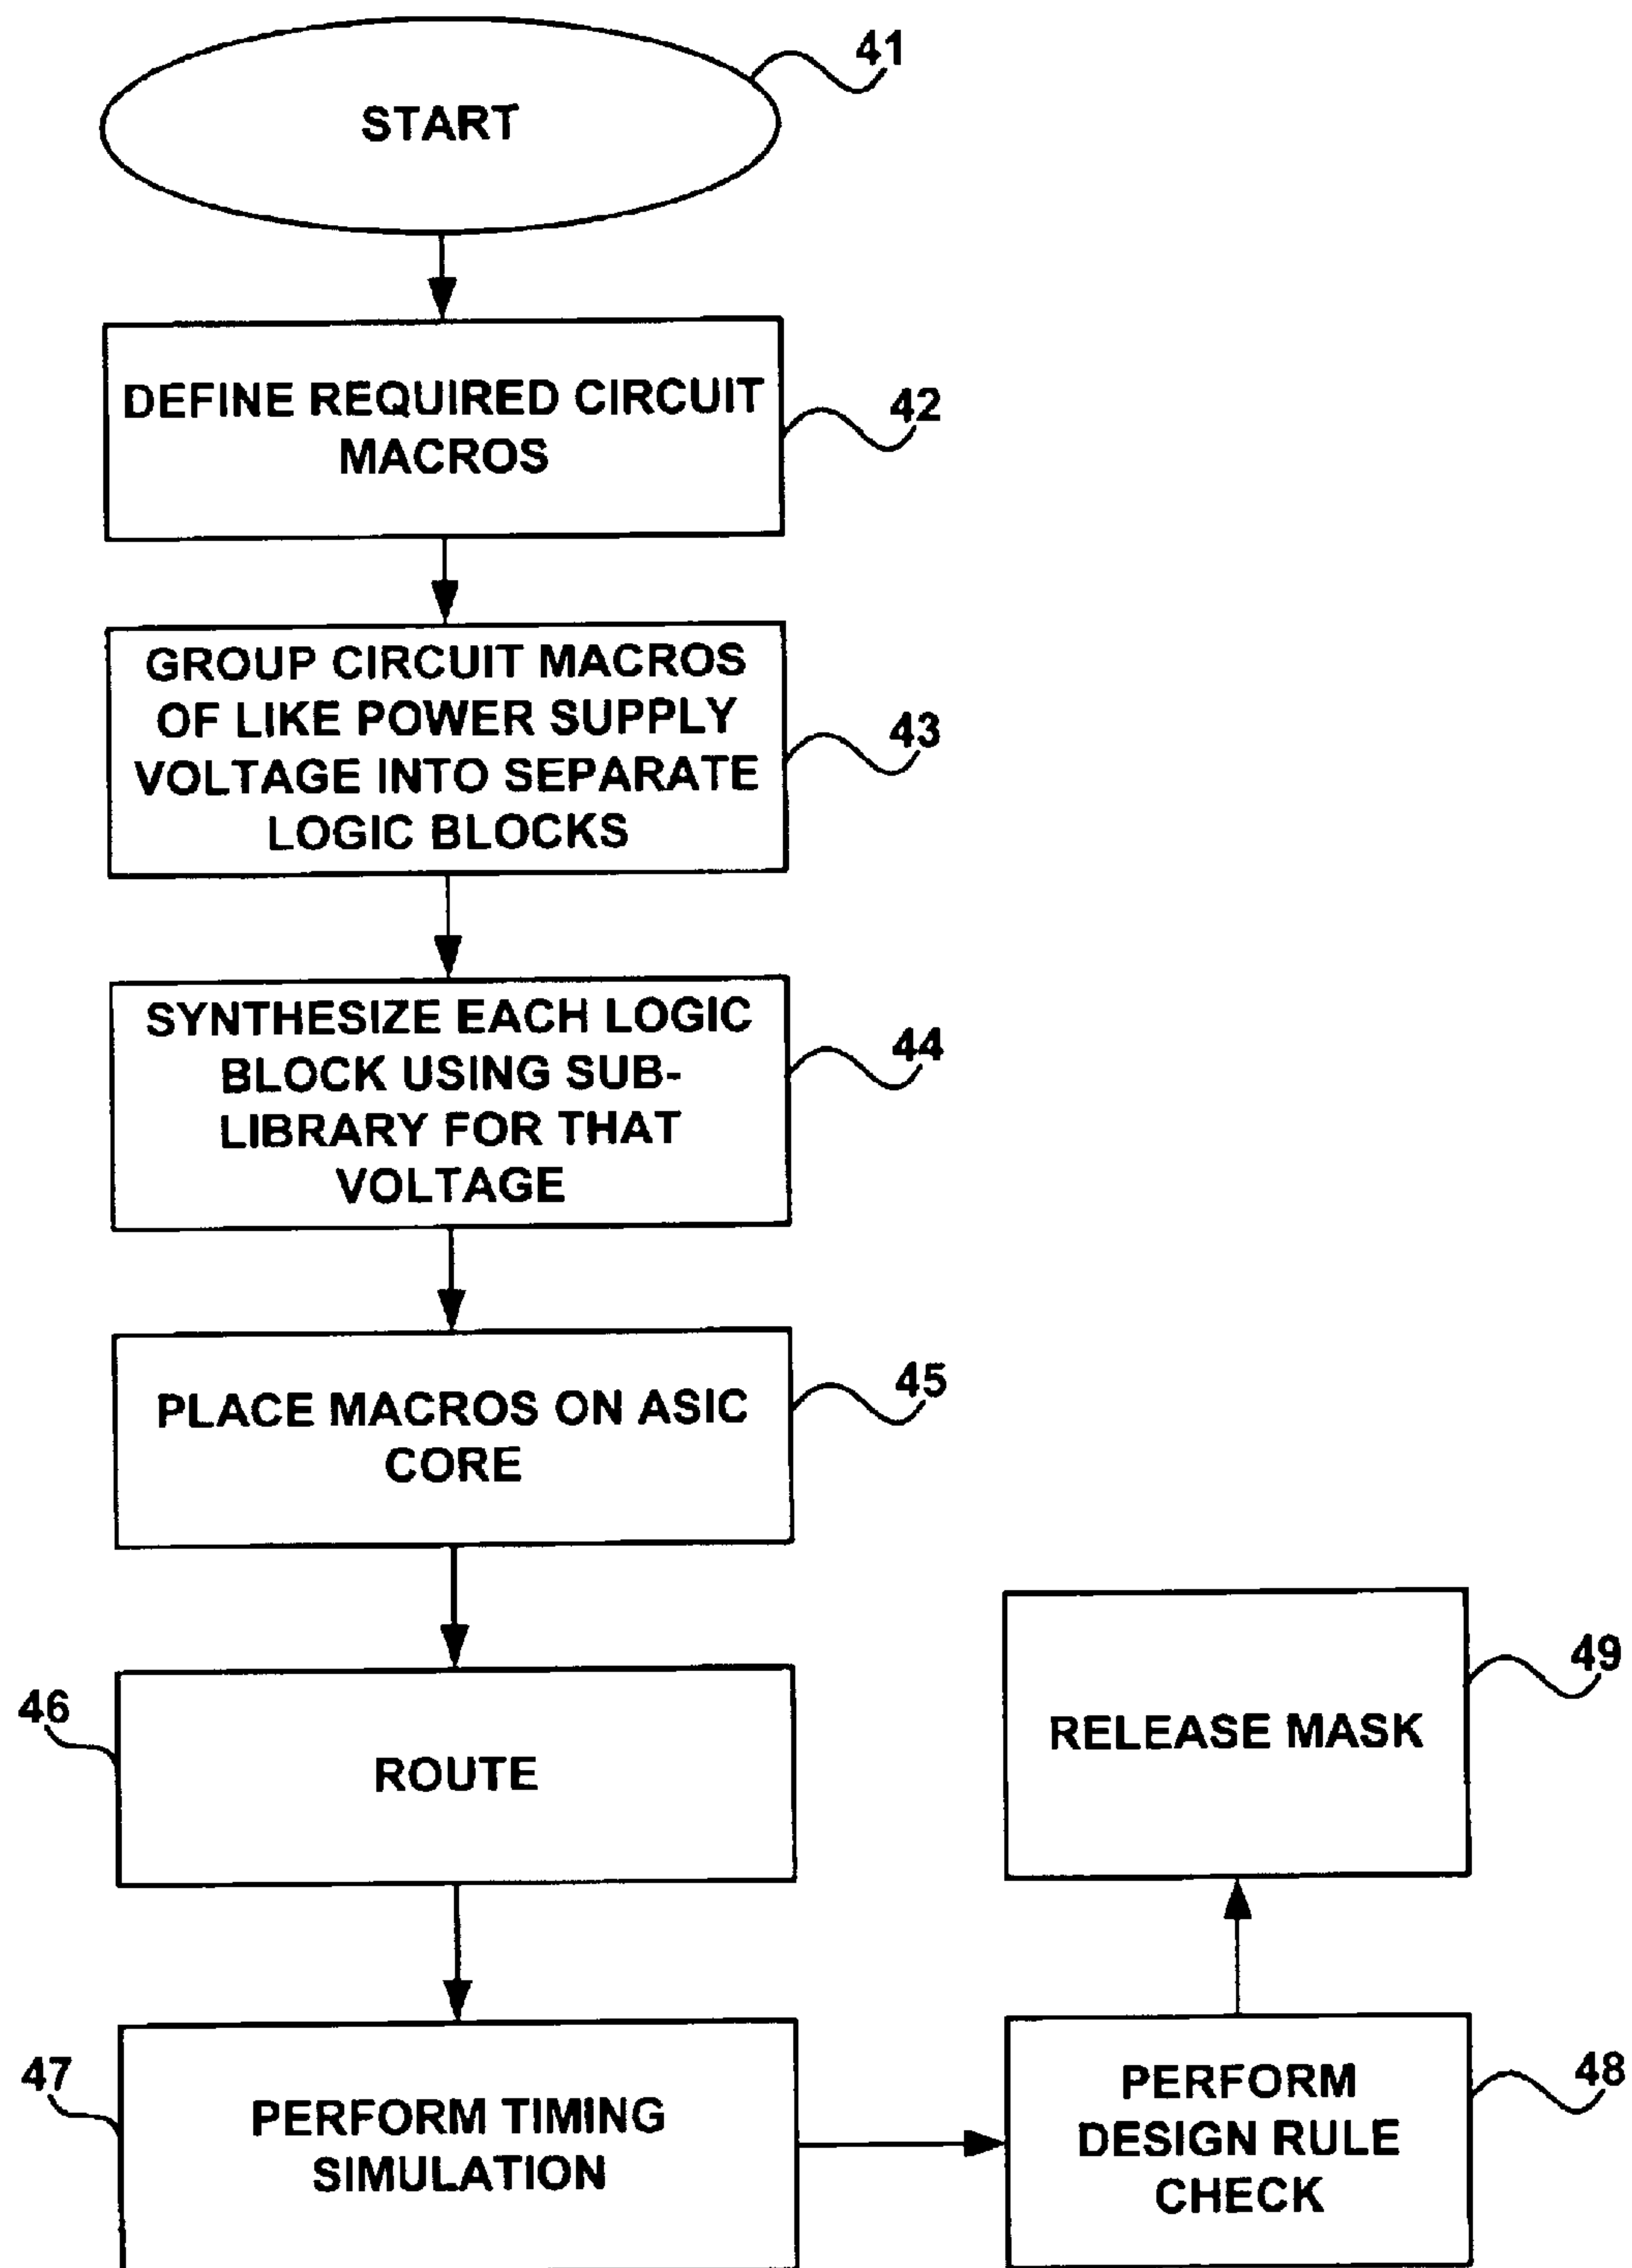 41
START
DEFINE REQUIRED CIRCUIT
MACROS
42
GROUP CIRCUIT MACROS
OF LIKE POWER SUPPLY
VOLTAGE INTO SEPARATE
LOGIC BLOCKS
43
SYNTHESIZE EACH LOGIC
BLOCK USING SUB-
LIBRARY FOR THAT
VOLTAGE
44
PLACE MACROS ON ASIC
CORE
45
46
ROUTE
47
PERFORM TIMING
SIMULATION
PERFORM
DESIGN RULE
CHECK
48
RELEASE MASK
49